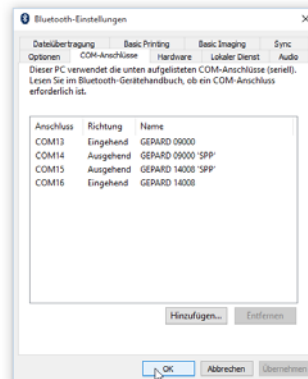 Bluetooth-Einstellungen
Dateiübertragung Basic Printing Basic Imaging Sync
Optionen COM-Anschlüsse Hardware Lokaler Dienst Audio
Dieser PC verwendet die unten aufgelisteten COM-Anschlüsse (seriell).
Lesen Sie im Bluetooth-Gerätehandbuch, ob ein COM-Anschluss
erforderlich ist.
Anschluss Richtung Name
COM13 Eingehend GEPARD 09000
COM14 Ausgehend GEPARD 09000 'SPP'
COM15 Ausgehend GEPARD 14008 'SPP'
COM16 Eingehend GEPARD 14008
Hinzufügen... Entfernen
OK Abbrechen Übernehmen